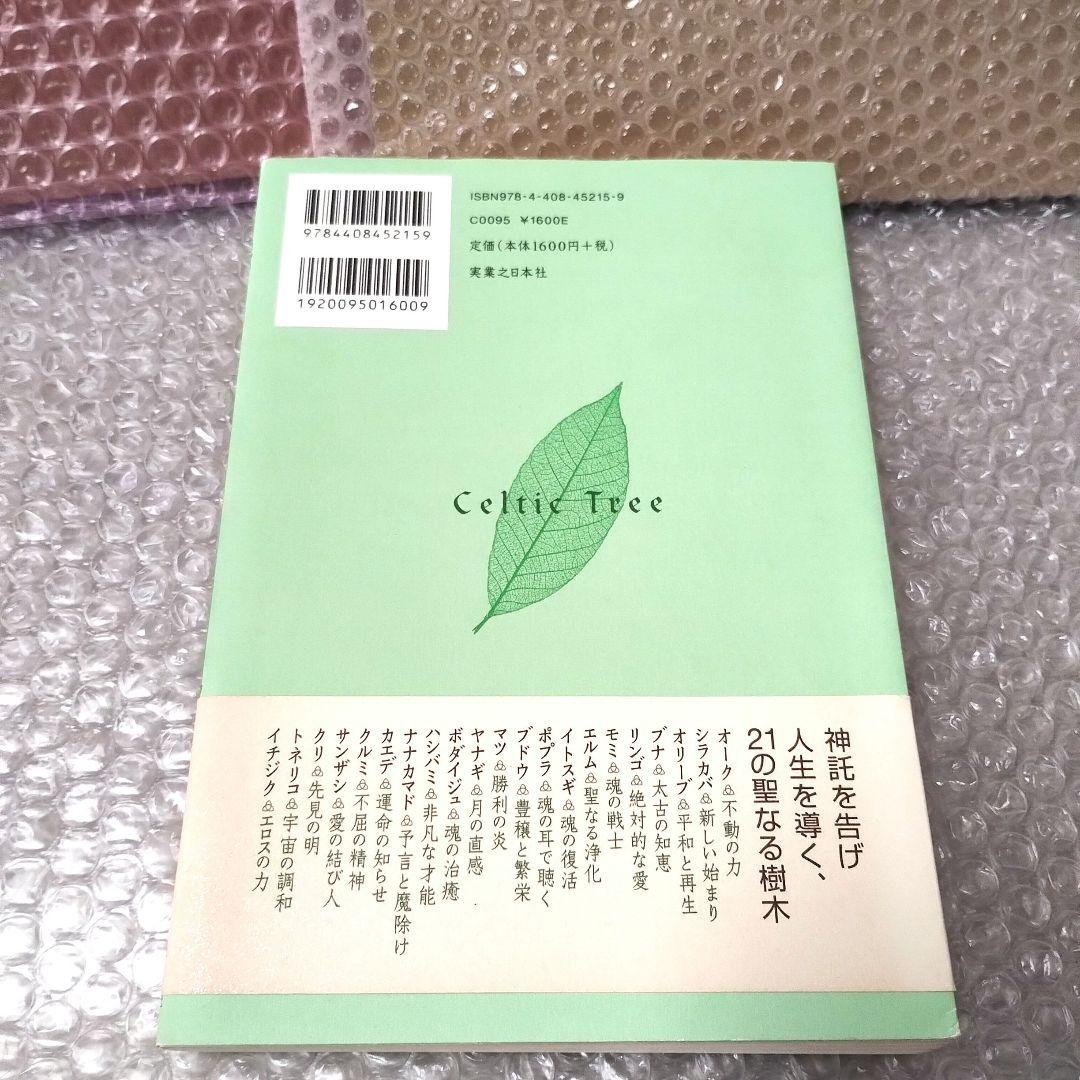 9784408452159
1920095016009
ISBN978-4-408-45215-9
C0095 ¥1600E
定価(本体1600円+税)
実業之日本社
Celtic Tree
神託を告げ
人生を導く、
21の聖なる樹木
オーク 不動の力
シラカバ 新しい始まり
オリーブ 平和と再生
ブナ 太古の知恵
リンゴ 絶対的な愛
モミ 魂の戦士
エルム 聖なる浄化
イトスギ 魂の復活
ポプラ 魂の耳で聴く
ブドウ 豊穣と繁栄
マツ 勝利の炎
ヤナギ 月の直感
ボダイジュ 魂の治癒
ハシバミ 非凡な才能
ナナカマド 予言と魔除け
カエデ 運命の知らせ
クルミ 不屈の精神
サンザシ 愛の結び人
クリ 先見の明
トネリコ 宇宙の調和
イチジク エロスの力